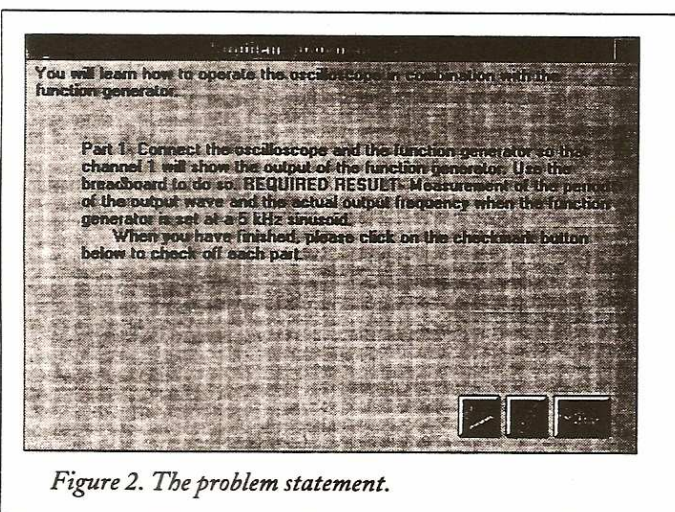 You will learn how to operate the oscilloscope in combination with the
function generator.
Part 1- Connect the oscilloscope and the function generator so that
channel 1 will show the output of the function generator. Use the
breadboard to do so. REQUIRED RESULT- Measurement of the period
of the output wave and the actual output frequency when the function
generator is set at a 5 kHz sinusoid.
When you have finished, please click on the checkmark button
below to check off each part.
Figure 2. The problem statement.